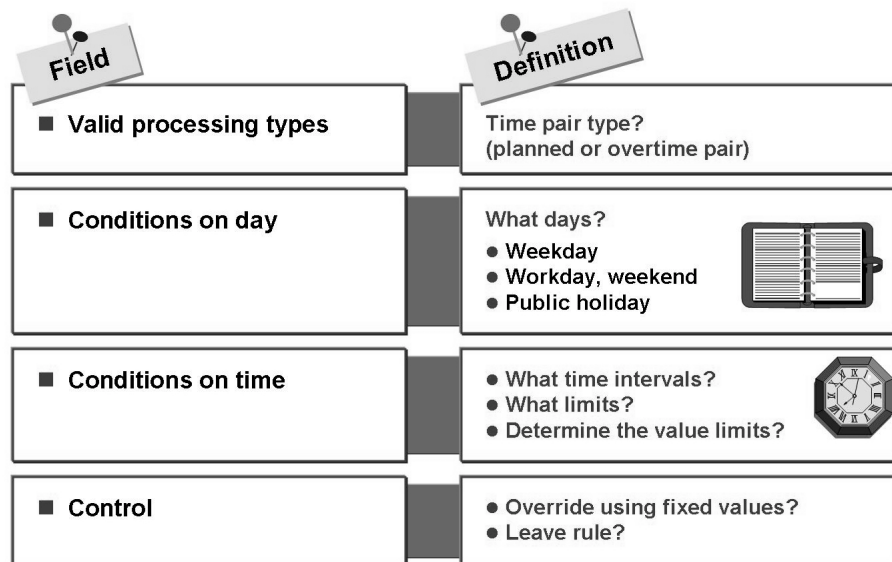 Field
Definition
■ Valid processing types
Time pair type?
(planned or overtime pair)
■ Conditions on day
What days?
● Weekday
● Workday, weekend
● Public holiday
■ Conditions on time
● What time intervals?
● What limits?
● Determine the value limits?
■ Control
● Override using fixed values?
● Leave rule?